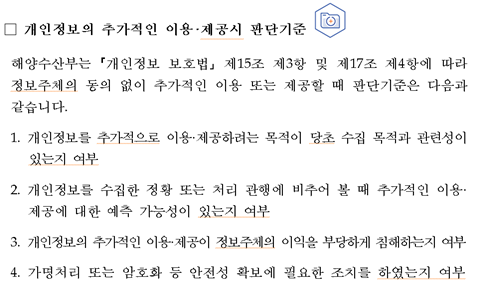 □ 개인정보의 추가적인 이용·제공시 판단기준
해양수산부는 『개인정보 보호법』 제15조 제3항 및 제17조 제4항에 따라
정보주체의 동의 없이 추가적인 이용 또는 제공할 때 판단기준은 다음과
같습니다.
1. 개인정보를 추가적으로 이용·제공하려는 목적이 당초 수집 목적과 관련성이
있는지 여부
2. 개인정보를 수집한 정황 또는 처리 관행에 비추어 볼 때 추가적인 이용·
제공에 대한 예측 가능성이 있는지 여부
3. 개인정보의 추가적인 이용·제공이 정보주체의 이익을 부당하게 침해하는지 여부
4. 가명처리 또는 암호화 등 안전성 확보에 필요한 조치를 하였는지 여부